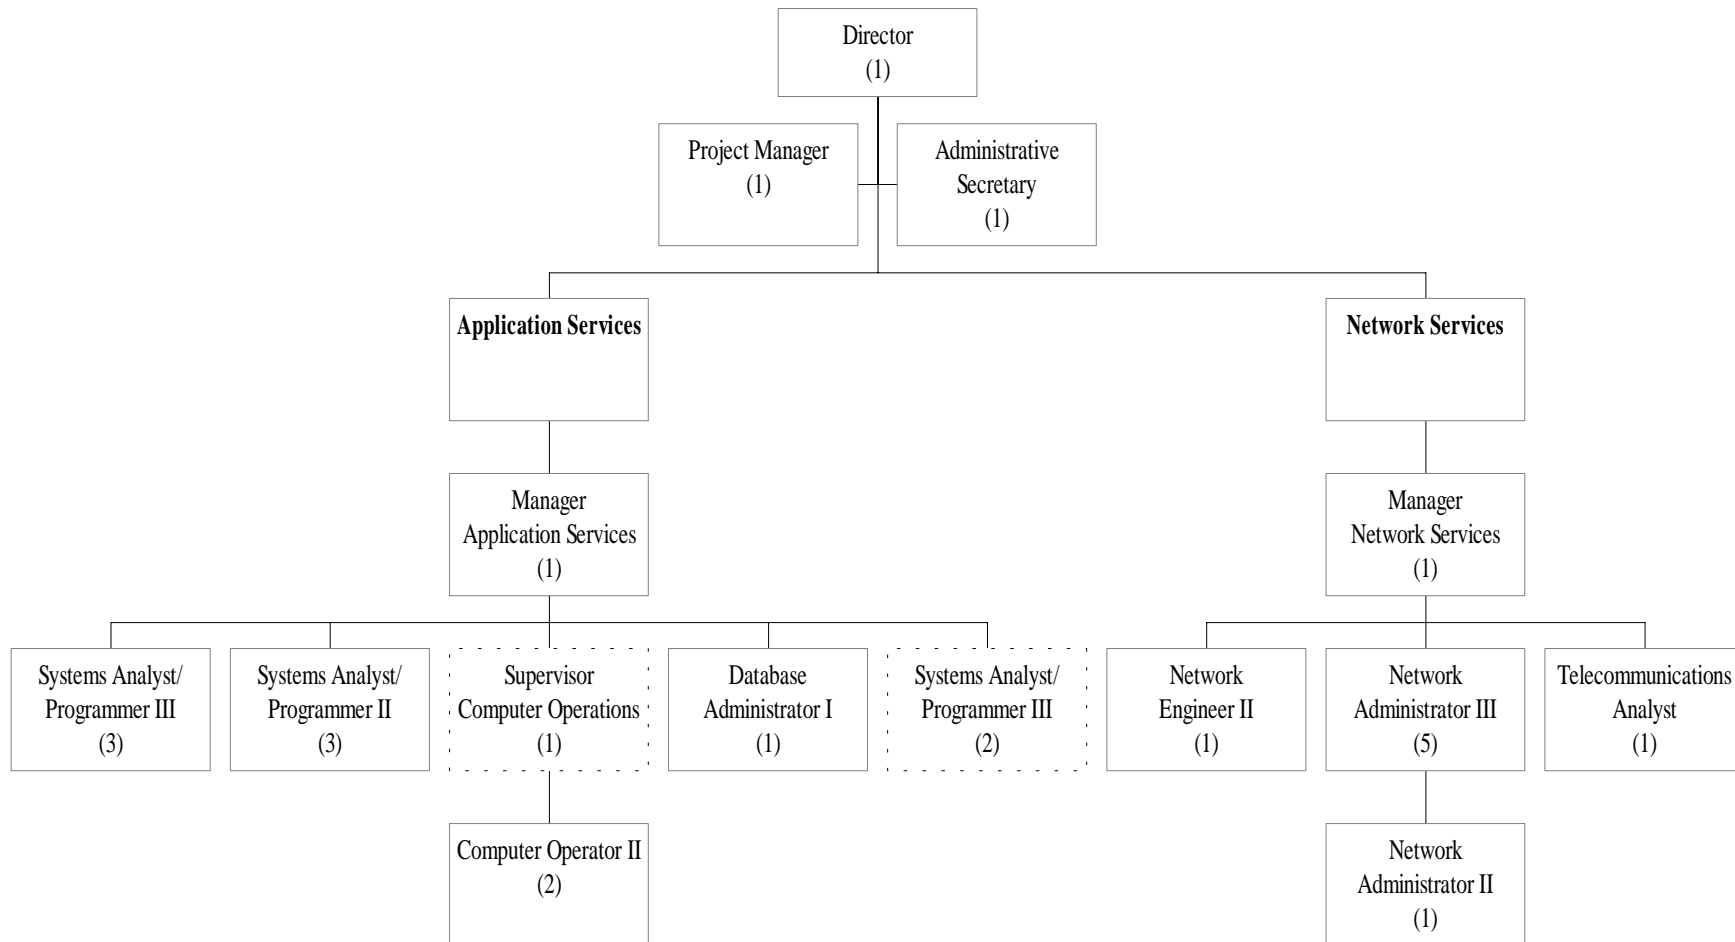 Director
(1)
Project Manager
(1)
Administrative
Secretary
(1)
Application Services
Network Services
Manager
Application Services
(1)
Manager
Network Services
(1)
Systems Analyst/
Programmer III
(3)
Systems Analyst/
Programmer II
(3)
Supervisor
Computer Operations
(1)
Database
Administrator I
(1)
Systems Analyst/
Programmer III
(2)
Network
Engineer II
(1)
Network
Administrator III
(5)
Telecommunications
Analyst
(1)
Computer Operator II
(2)
Network
Administrator II
(1)